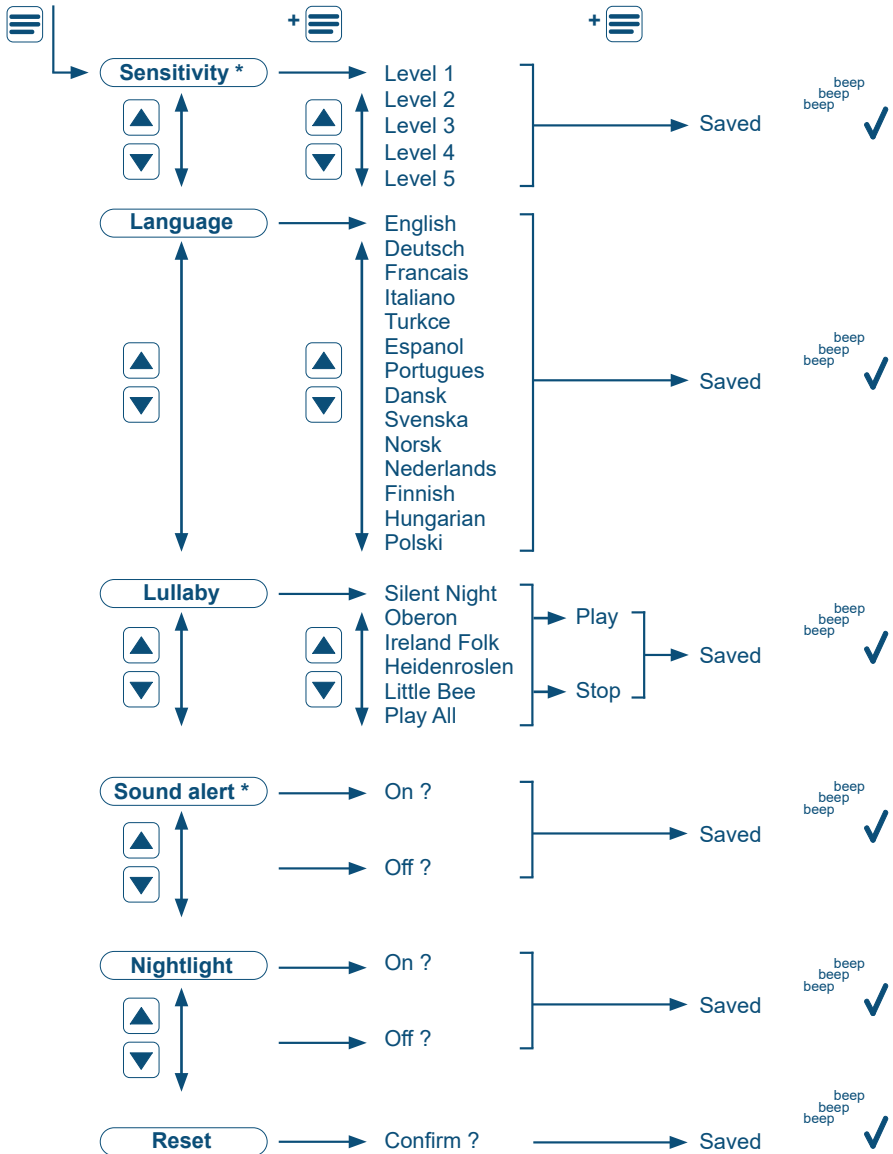 +
+
Sensitivity *
Level 1
Level 2
Level 3
Level 4
Level 5
Saved
beep
beep
beep
Language
English
Deutsch
Francais
Italiano
Turkce
Espanol
Portugues
Dansk
Svenska
Norsk
Nederlands
Finnish
Hungarian
Polski
Saved
beep
beep
beep
Lullaby
Silent Night
Oberon
Ireland Folk
Heidenroslen
Little Bee
Play All
Play
Stop
Saved
beep
beep
beep
Sound alert *
On ?
Off ?
Saved
beep
beep
beep
Nightlight
On ?
Off ?
Saved
beep
beep
beep
Reset
Confirm ?
Saved
beep
beep
beep